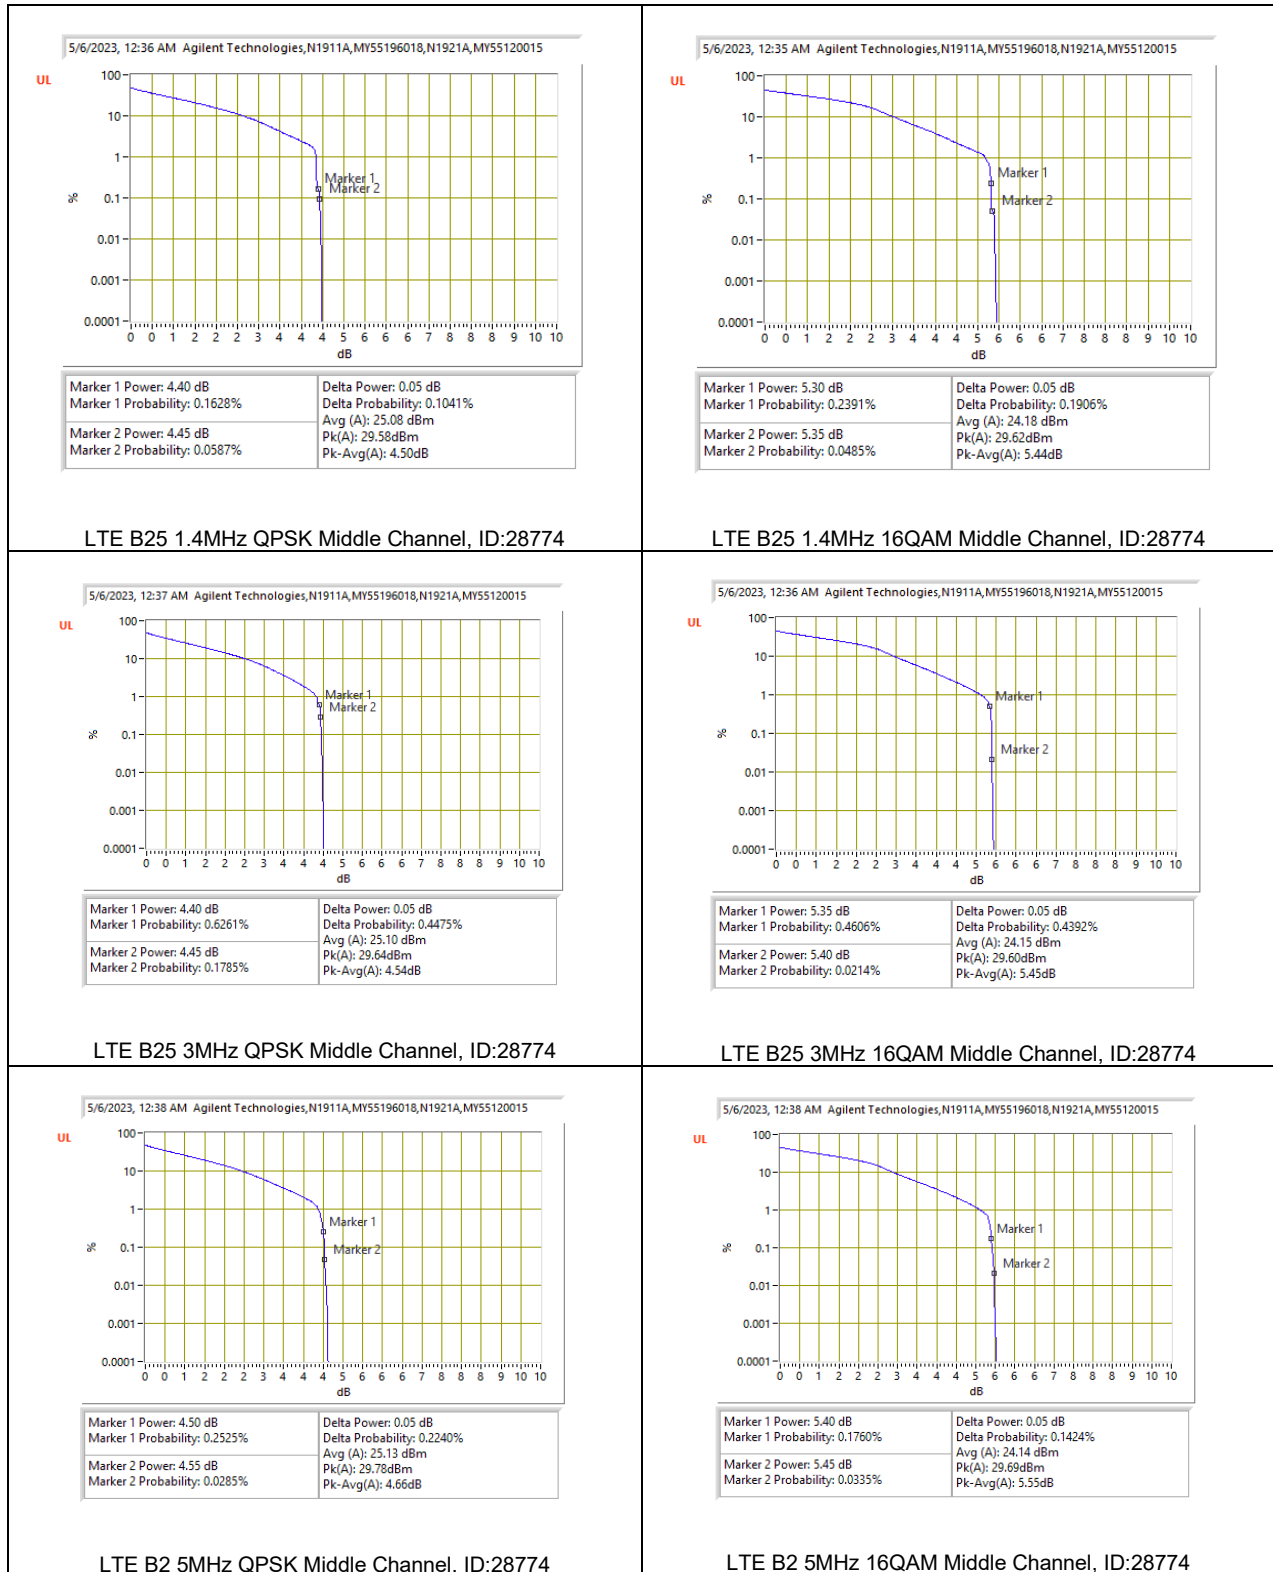 5/6/2023, 12:36 AM Agilent Technologies,N1911A,MY55196018,N1921A,MY55120015
UL
100
10
1
Marker 1
Marker 2
%
0.1
0.01
0.001
0.0001
0 0 1 2 2 2 3 4 4 4 5 6 6 6 7 8 8 8 9 10 10
dB
Marker 1 Power: 4.40 dB
Marker 1 Probability: 0.1628%
Marker 2 Power: 4.45 dB
Marker 2 Probability: 0.0587%
Delta Power: 0.05 dB
Delta Probability: 0.1041%
Avg (A): 25.08 dBm
Pk(A): 29.58dBm
Pk-Avg(A): 4.50dB
LTE B25 1.4MHz QPSK Middle Channel, ID:28774
5/6/2023, 12:35 AM Agilent Technologies,N1911A,MY55196018,N1921A,MY55120015
UL
100
10
1
Marker 1
Marker 2
%
0.1
0.01
0.001
0.0001
0 0 1 2 2 2 3 4 4 4 5 6 6 6 7 8 8 8 9 10 10
dB
Marker 1 Power: 5.30 dB
Marker 1 Probability: 0.2391%
Marker 2 Power: 5.35 dB
Marker 2 Probability: 0.0485%
Delta Power: 0.05 dB
Delta Probability: 0.1906%
Avg (A): 24.18 dBm
Pk(A): 29.62dBm
Pk-Avg(A): 5.44dB
LTE B25 1.4MHz 16QAM Middle Channel, ID:28774
5/6/2023, 12:37 AM Agilent Technologies,N1911A,MY55196018,N1921A,MY55120015
UL
100
10
1
Marker 1
Marker 2
%
0.1
0.01
0.001
0.0001
0 0 1 2 2 2 3 3 4 4 5 6 6 6 7 8 8 8 9 10 10
dB
Marker 1 Power: 4.40 dB
Marker 1 Probability: 0.6261%
Marker 2 Power: 4.45 dB
Marker 2 Probability: 0.1785%
Delta Power: 0.05 dB
Delta Probability: 0.4475%
Avg (A): 25.10 dBm
Pk(A): 29.64dBm
Pk-Avg(A): 4.54dB
LTE B25 3MHz QPSK Middle Channel, ID:28774
5/6/2023, 12:36 AM Agilent Technologies,N1911A,MY55196018,N1921A,MY55120015
UL
100
10
1
Marker 1
Marker 2
%
0.1
0.01
0.001
0.0001
0 0 1 2 2 2 3 4 4 4 5 6 6 6 7 8 8 8 9 10 10
dB
Marker 1 Power: 5.35 dB
Marker 1 Probability: 0.4606%
Marker 2 Power: 5.40 dB
Marker 2 Probability: 0.0214%
Delta Power: 0.05 dB
Delta Probability: 0.4392%
Avg (A): 24.15 dBm
Pk(A): 29.60dBm
Pk-Avg(A): 5.45dB
LTE B25 3MHz 16QAM Middle Channel, ID:28774
5/6/2023, 12:38 AM Agilent Technologies,N1911A,MY55196018,N1921A,MY55120015
UL
100
10
1
Marker 1
Marker 2
%
0.1
0.01
0.001
0.0001
0 0 1 2 2 2 3 4 4 4 5 6 6 6 7 8 8 8 9 10 10
dB
Marker 1 Power: 4.50 dB
Marker 1 Probability: 0.2525%
Marker 2 Power: 4.55 dB
Marker 2 Probability: 0.0285%
Delta Power: 0.05 dB
Delta Probability: 0.2240%
Avg (A): 25.13 dBm
Pk(A): 29.78dBm
Pk-Avg(A): 4.66dB
LTE B2 5MHz QPSK Middle Channel, ID:28774
5/6/2023, 12:38 AM Agilent Technologies,N1911A,MY55196018,N1921A,MY55120015
UL
100
10
1
Marker 1
Marker 2
%
0.1
0.01
0.001
0.0001
0 0 1 2 2 2 3 4 4 4 5 6 6 6 7 8 8 8 9 10 10
dB
Marker 1 Power: 5.40 dB
Marker 1 Probability: 0.1760%
Marker 2 Power: 5.45 dB
Marker 2 Probability: 0.0335%
Delta Power: 0.05 dB
Delta Probability: 0.1424%
Avg (A): 24.14 dBm
Pk(A): 29.69dBm
Pk-Avg(A): 5.55dB
LTE B2 5MHz 16QAM Middle Channel, ID:28774